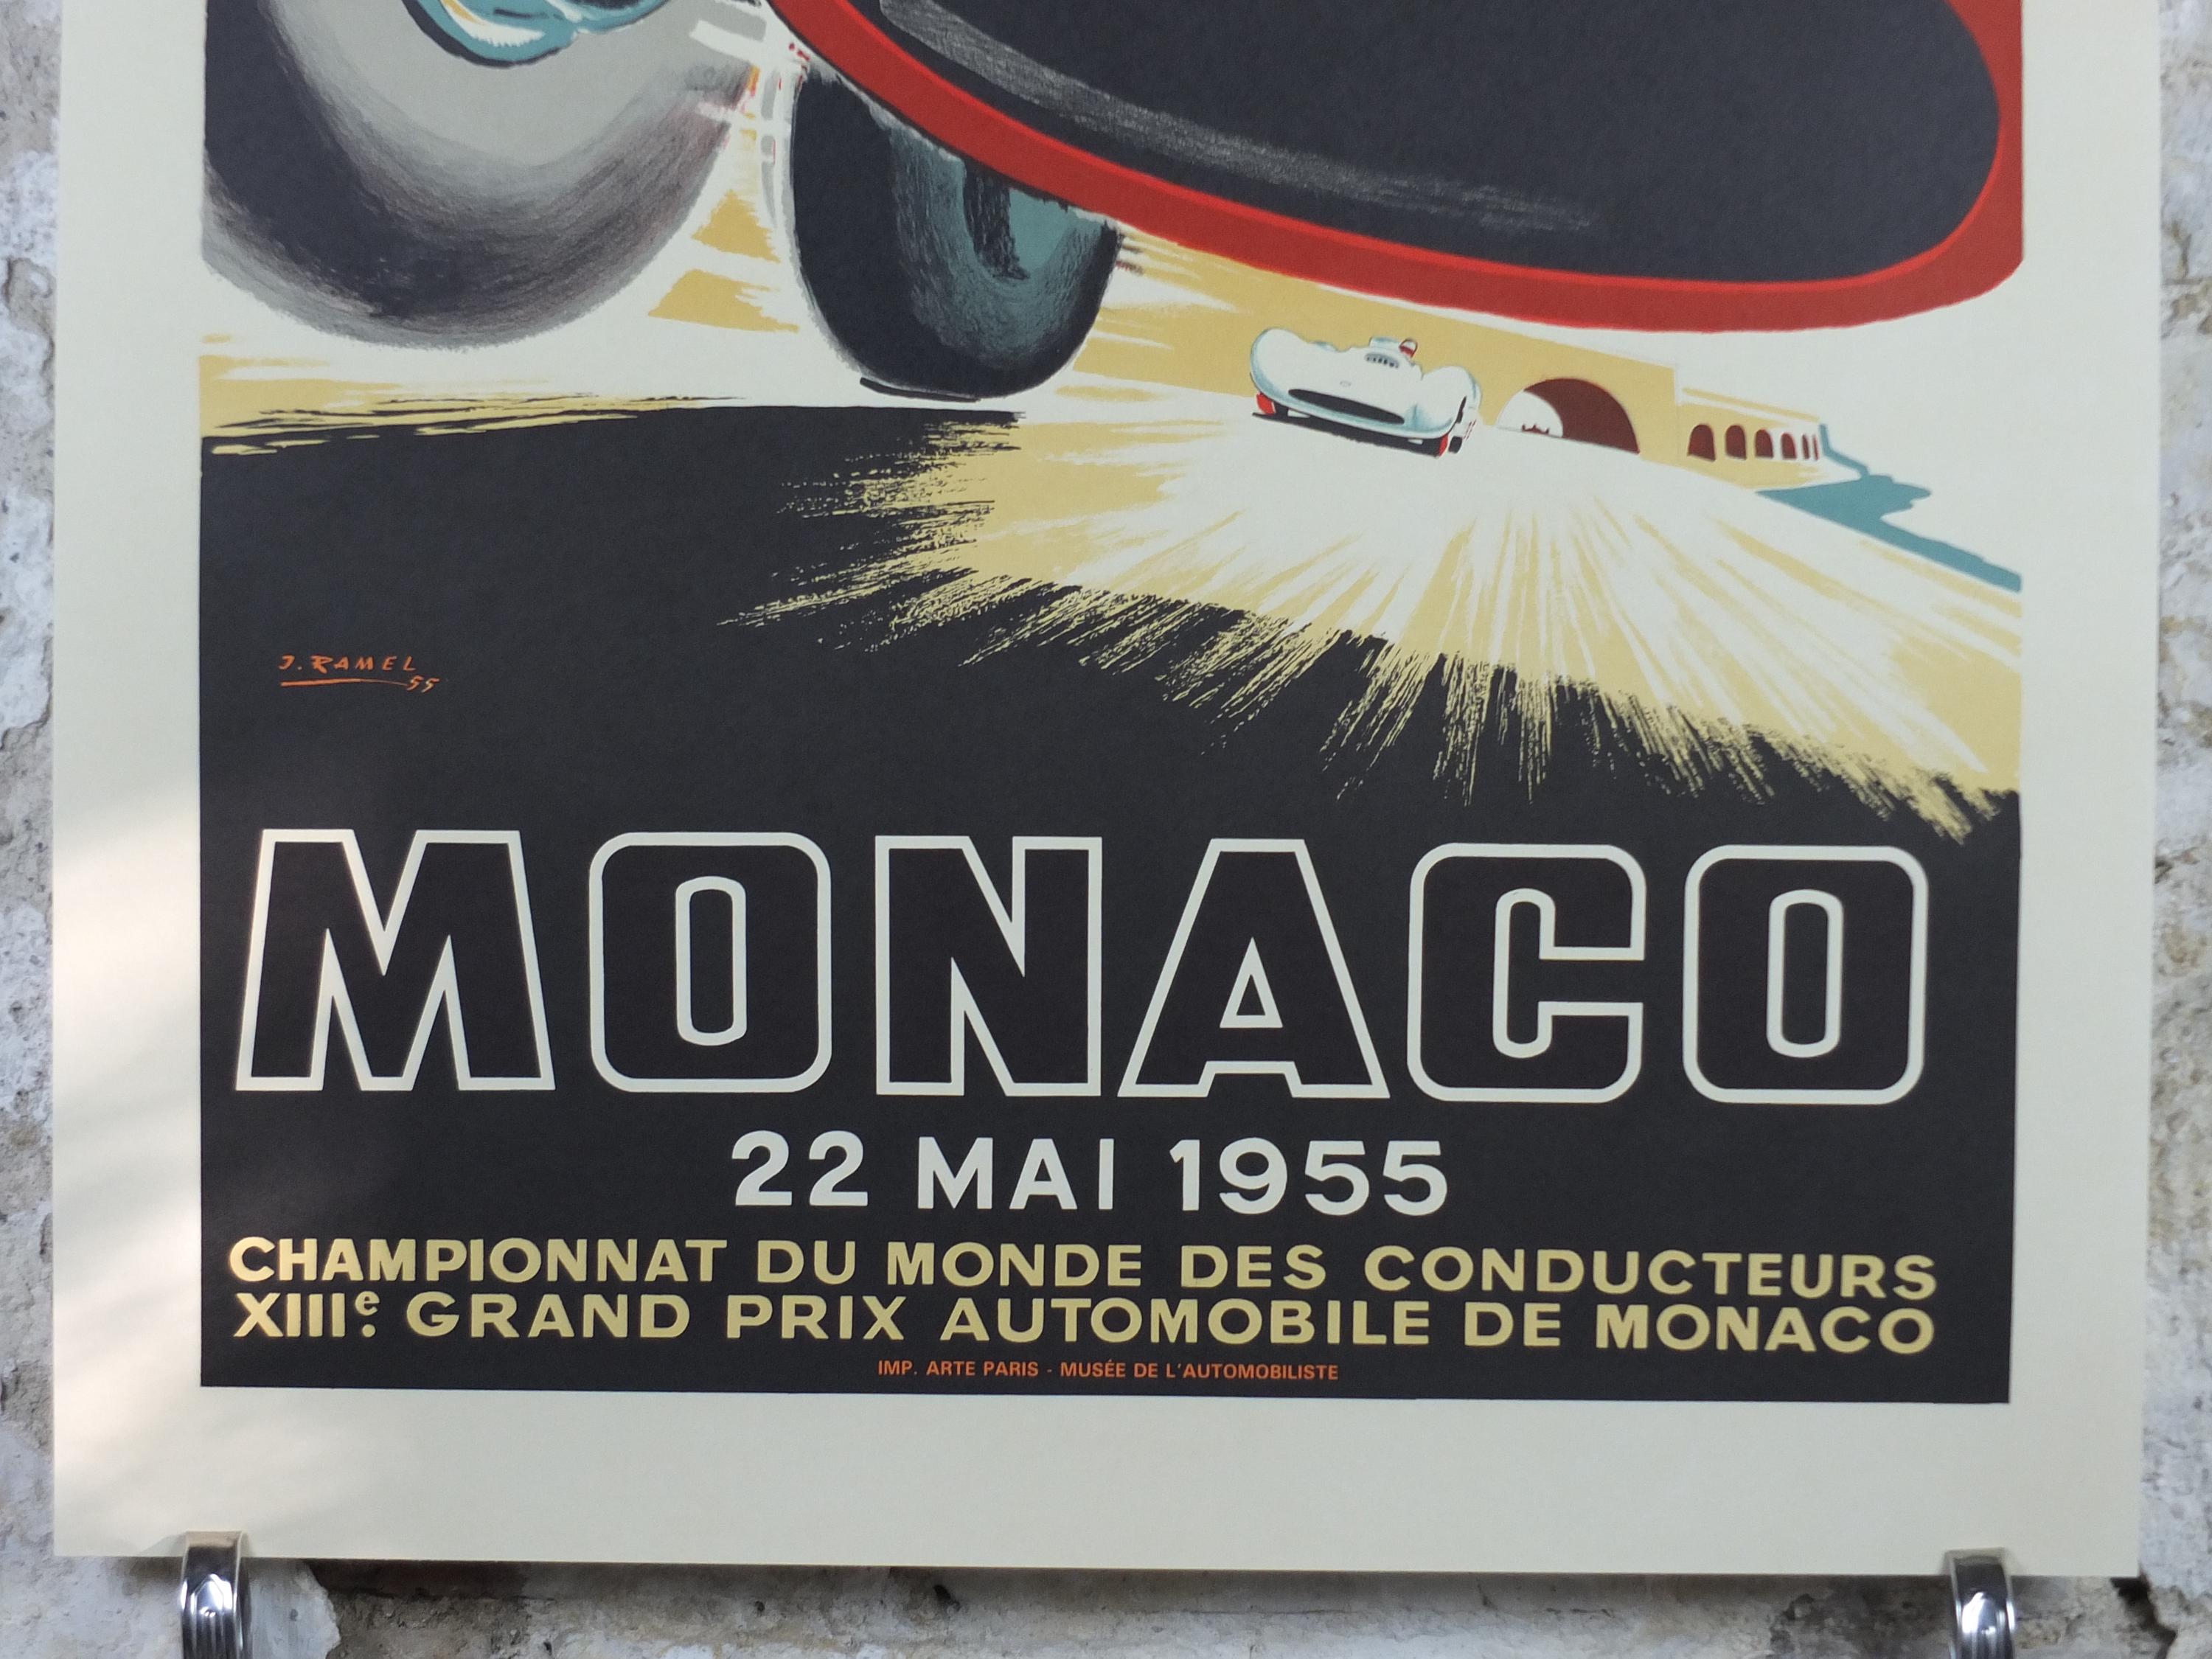 J. RAMEL
55
MONACO
22 MAI 1955
CHAMPIONNAT DU MONDE DES CONDUCTEURS
XIIIe. GRAND PRIX AUTOMOBILE DE MONACO
IMP. ARTE PARIS - MUSÉE DE L'AUTOMOBILISTE